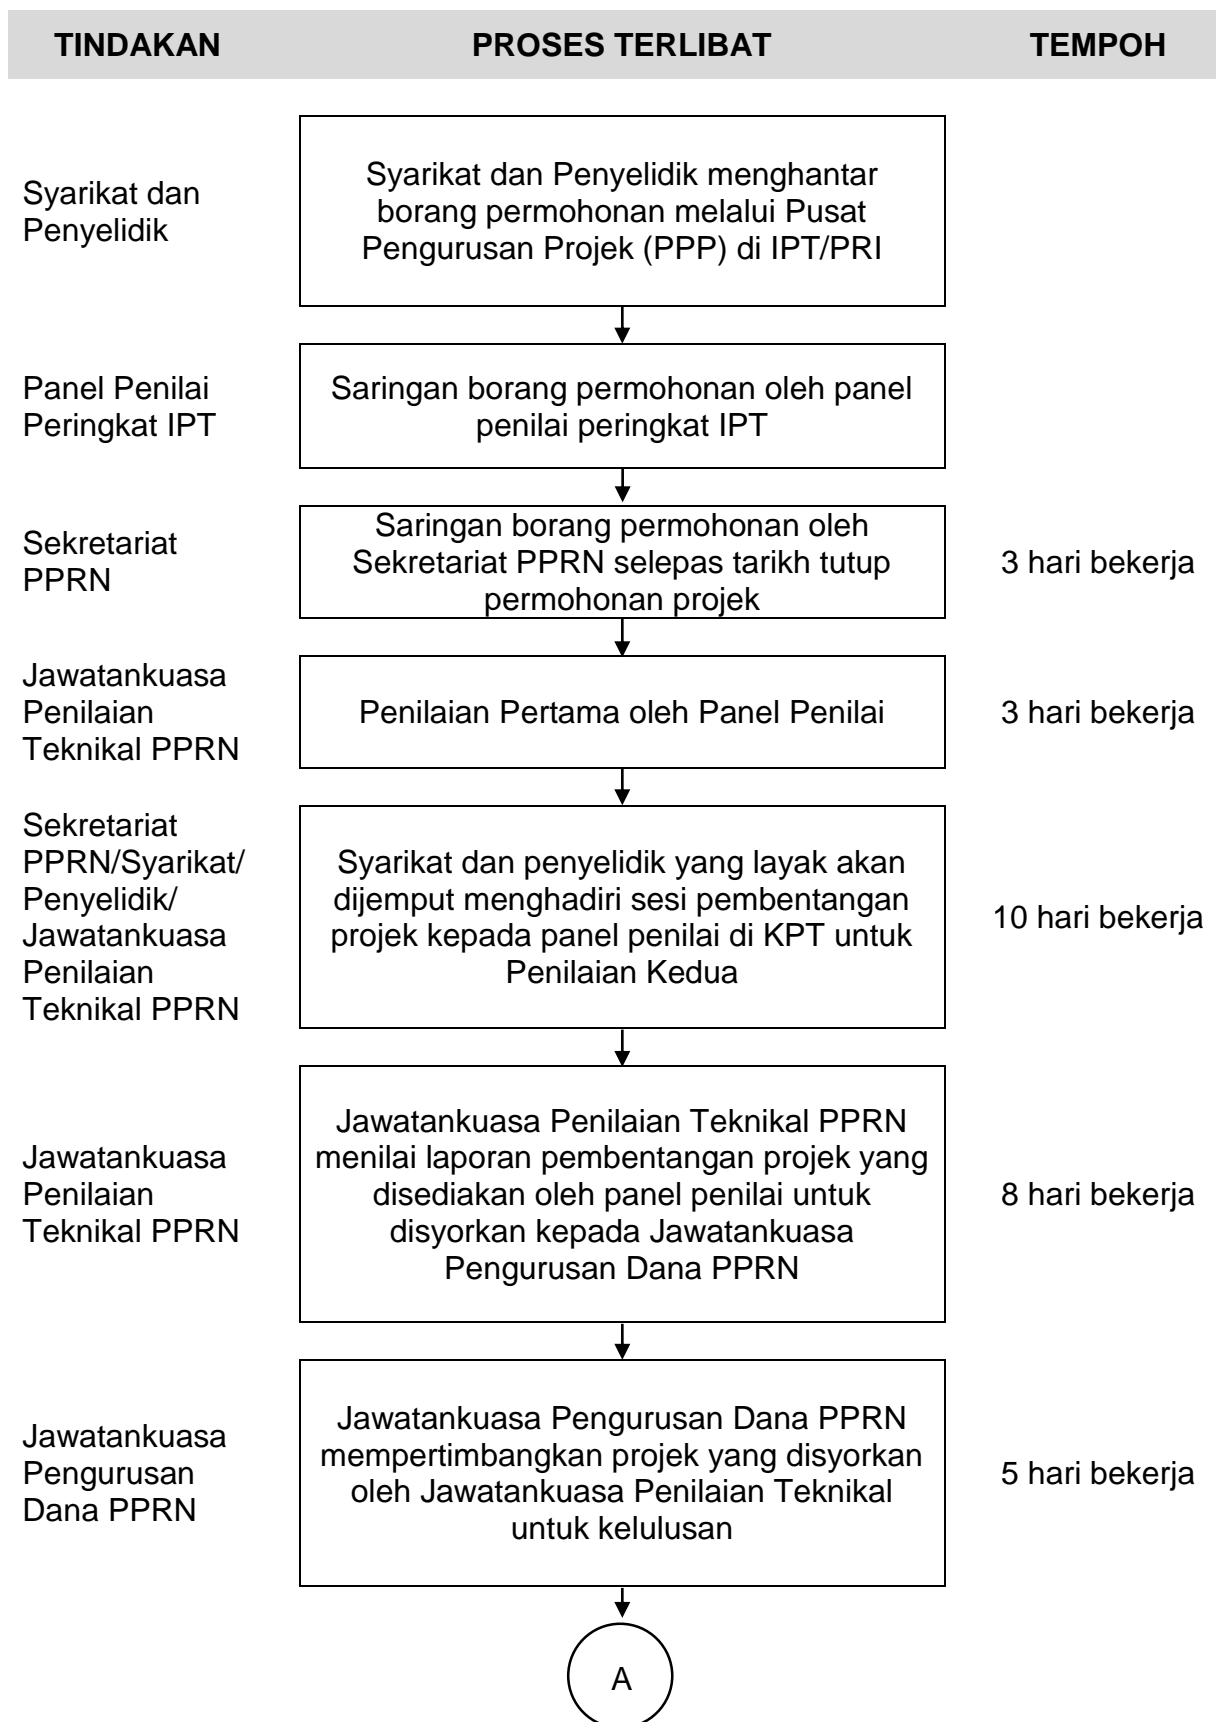 TINDAKAN PROSES TERLIBAT TEMPOH
Syarikat dan
Penyelidik
Syarikat dan Penyelidik menghantar
borang permohonan melalui Pusat
Pengurusan Projek (PPP) di IPT/PRI
Panel Penilai
Peringkat IPT
Saringan borang permohonan oleh panel
penilai peringkat IPT
Sekretariat
PPRN
Saringan borang permohonan oleh
Sekretariat PPRN selepas tarikh tutup
permohonan projek
3 hari bekerja
Jawatankuasa
Penilaian
Teknikal PPRN
Penilaian Pertama oleh Panel Penilai
3 hari bekerja
Sekretariat
PPRN/Syarikat/
Penyelidik/
Jawatankuasa
Penilaian
Teknikal PPRN
Syarikat dan penyelidik yang layak akan
dijemput menghadiri sesi pembentangan
projek kepada panel penilai di KPT untuk
Penilaian Kedua
10 hari bekerja
Jawatankuasa
Penilaian
Teknikal PPRN
Jawatankuasa Penilaian Teknikal PPRN
menilai laporan pembentangan projek yang
disediakan oleh panel penilai untuk
disyorkan kepada Jawatankuasa
Pengurusan Dana PPRN
8 hari bekerja
Jawatankuasa
Pengurusan
Dana PPRN
Jawatankuasa Pengurusan Dana PPRN
mempertimbangkan projek yang disyorkan
oleh Jawatankuasa Penilaian Teknikal
untuk kelulusan
5 hari bekerja
A